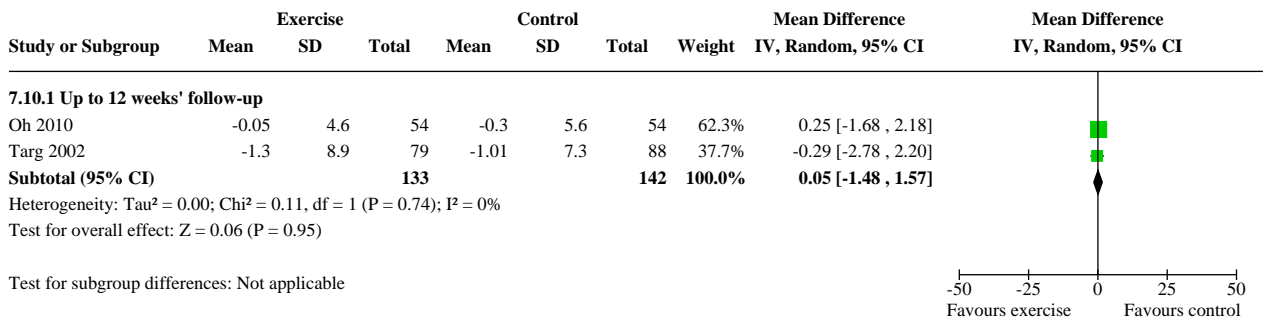 Exercise Control Mean Difference Mean Difference
Study or Subgroup Mean SD Total Mean SD Total Weight IV, Random, 95% CI IV, Random, 95% CI
7.10.1 Up to 12 weeks' follow-up
Oh 2010 -0.05 4.6 54 -0.3 5.6 54 62.3% 0.25 [-1.68 , 2.18]
Targ 2002 -1.3 8.9 79 -1.01 7.3 88 37.7% -0.29 [-2.78 , 2.20]
Subtotal (95% CI) 133 142 100.0% 0.05 [-1.48 , 1.57]
Heterogeneity: Tau² = 0.00; Chi² = 0.11, df = 1 (P = 0.74); I² = 0%
Test for overall effect: Z = 0.06 (P = 0.95)
Test for subgroup differences: Not applicable
-50 -25 0 25 50
Favours exercise Favours control